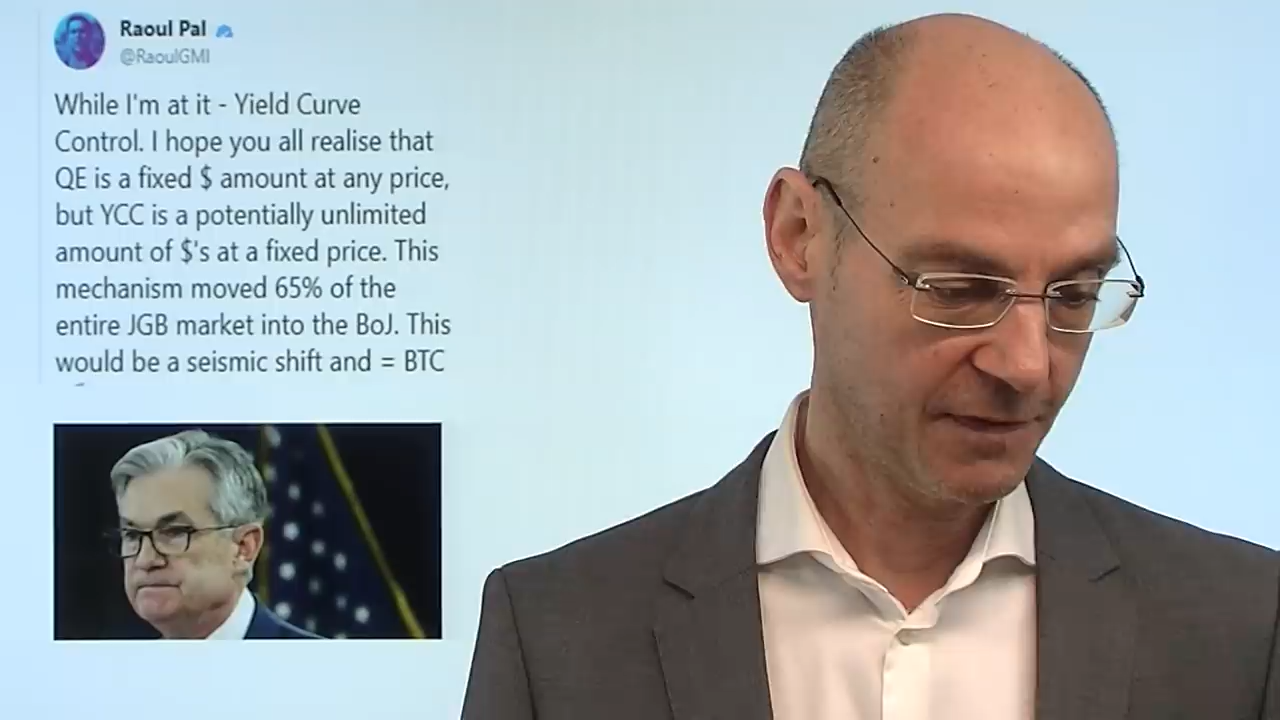 Raoul Pal
@RaoulGMI
While I'm at it - Yield Curve
Control. I hope you all realise that
QE is a fixed $ amount at any price,
but YCC is a potentially unlimited
amount of $'s at a fixed price. This
mechanism moved 65% of the
entire JGB market into the BoJ. This
would be a seismic shift and = BTC